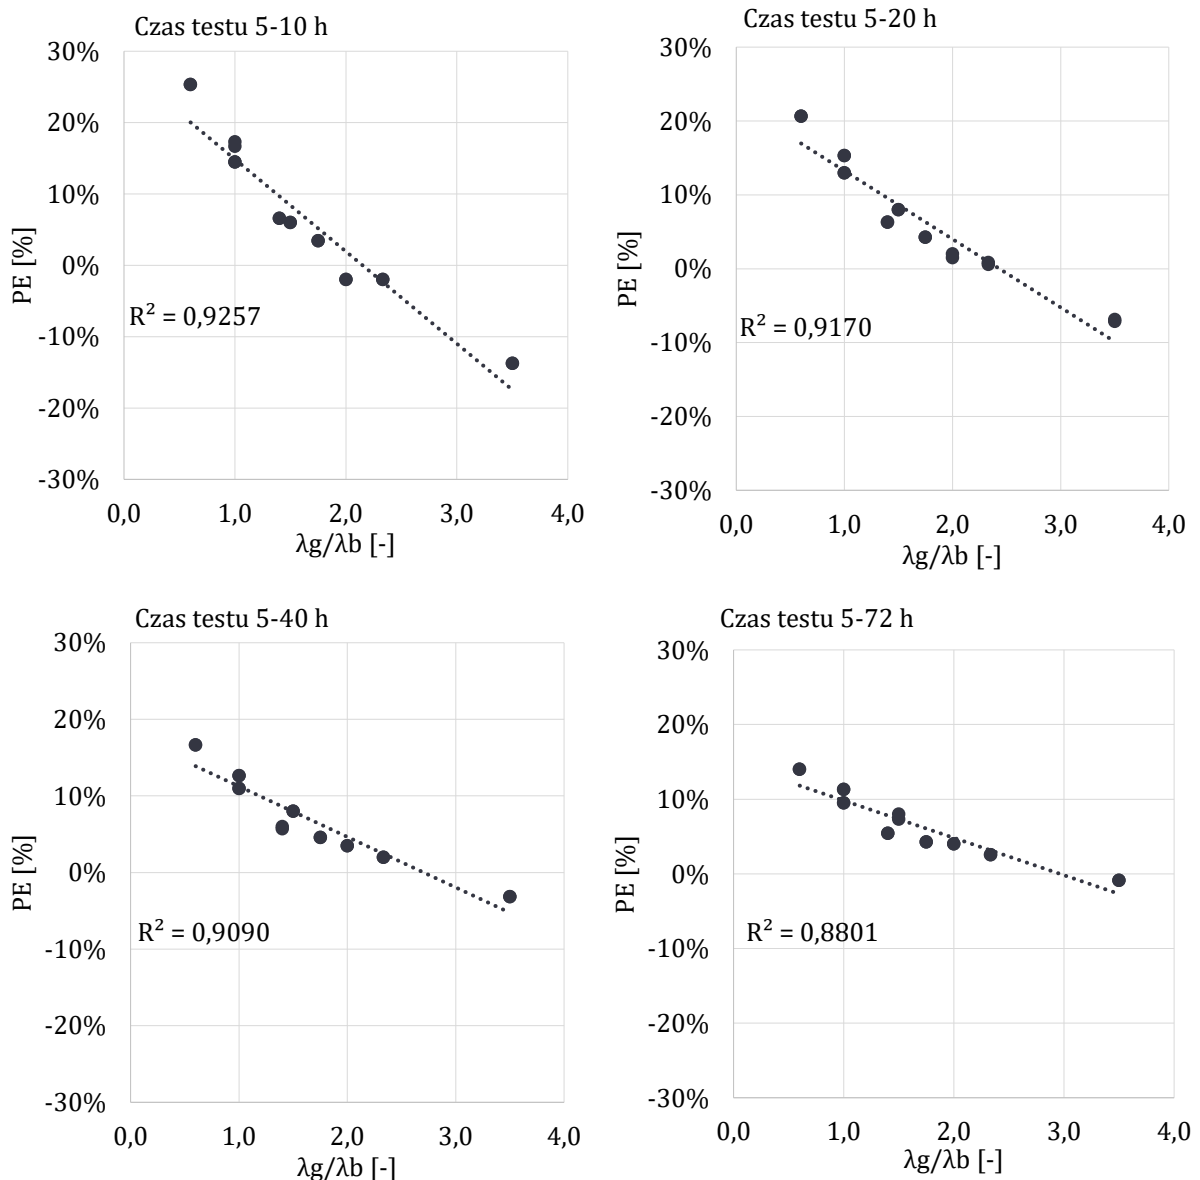 Czas testu 5-10 h
30%
20%
10%
0%
-10%
-20%
-30%
PE [%]
R² = 0,9257
0,0 1,0 2,0 3,0 4,0
λg/λb [-]
Czas testu 5-20 h
30%
20%
10%
0%
-10%
-20%
-30%
PE [%]
R² = 0,9170
0,0 1,0 2,0 3,0 4,0
λg/λb [-]
Czas testu 5-40 h
30%
20%
10%
0%
-10%
-20%
-30%
PE [%]
R² = 0,9090
0,0 1,0 2,0 3,0 4,0
λg/λb [-]
Czas testu 5-72 h
30%
20%
10%
0%
-10%
-20%
-30%
PE [%]
R² = 0,8801
0,0 1,0 2,0 3,0 4,0
λg/λb [-]